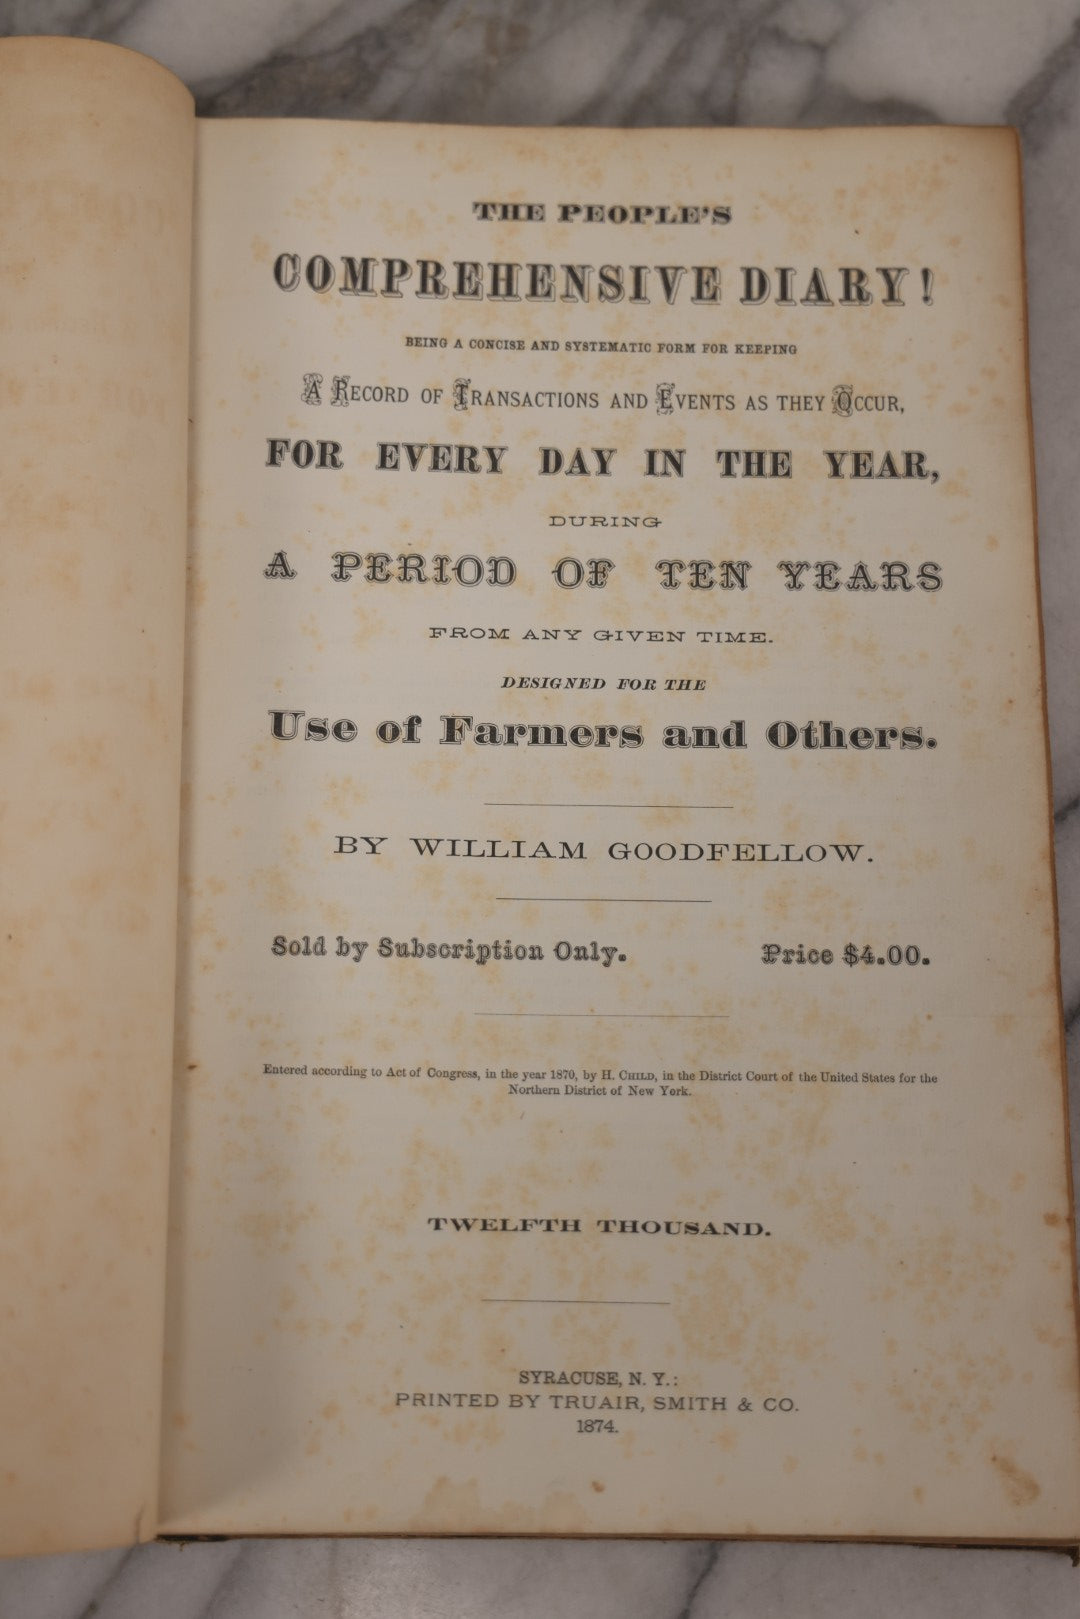 THE PEOPLE'S
COMPREHENSIVE DIARY!
BEING A CONCISE AND SYSTEMATIC FORM FOR KEEPING
A RECORD OF TRANSACTIONS AND EVENTS AS THEY OCCUR,
FOR EVERY DAY IN THE YEAR,
DURING
A PERIOD OF TEN YEARS
FROM ANY GIVEN TIME.
DESIGNED FOR THE
Use of Farmers and Others.
BY WILLIAM GOODFELLOW.
Sold by Subscription Only. Price $4.00.
Entered according to Act of Congress, in the year 1870, by H. CHILD, in the District Court of the United States for the
Northern District of New York.
TWELFTH THOUSAND.
SYRACUSE, N. Y.:
PRINTED BY TRUAIR, SMITH & CO.
1874.